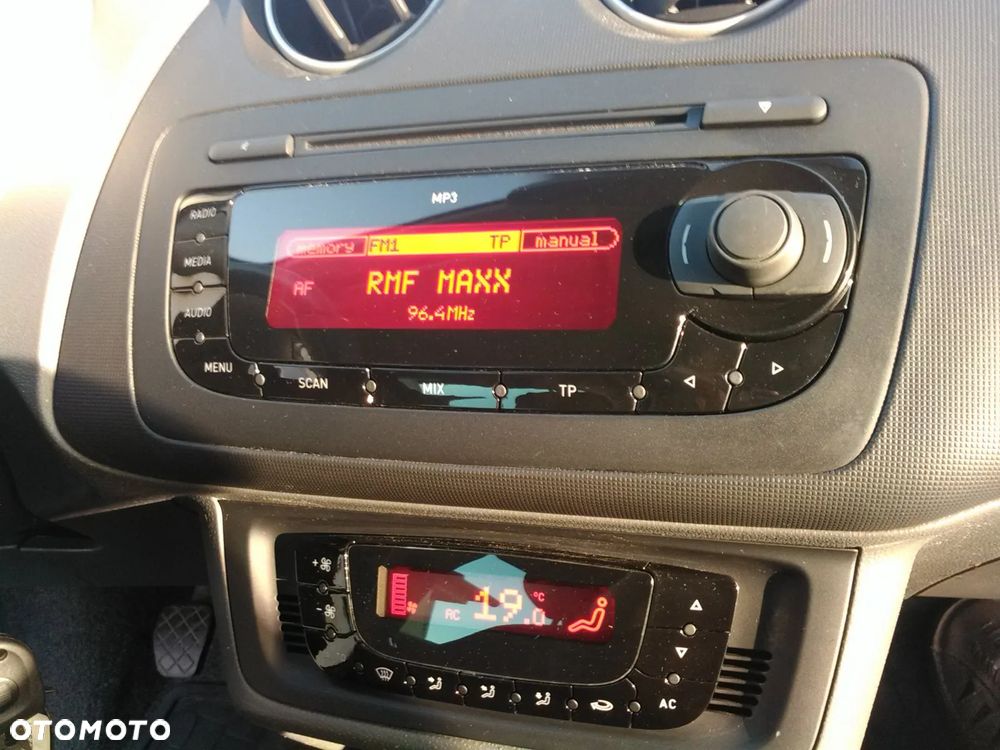 MP3
RADIO
memory FM1 TP manual
MEDIA
AF RMF MAXX
96.4MHz
AUDIO
MENU SCAN MIX TP
19.0 °C
AC
OTOMOTO